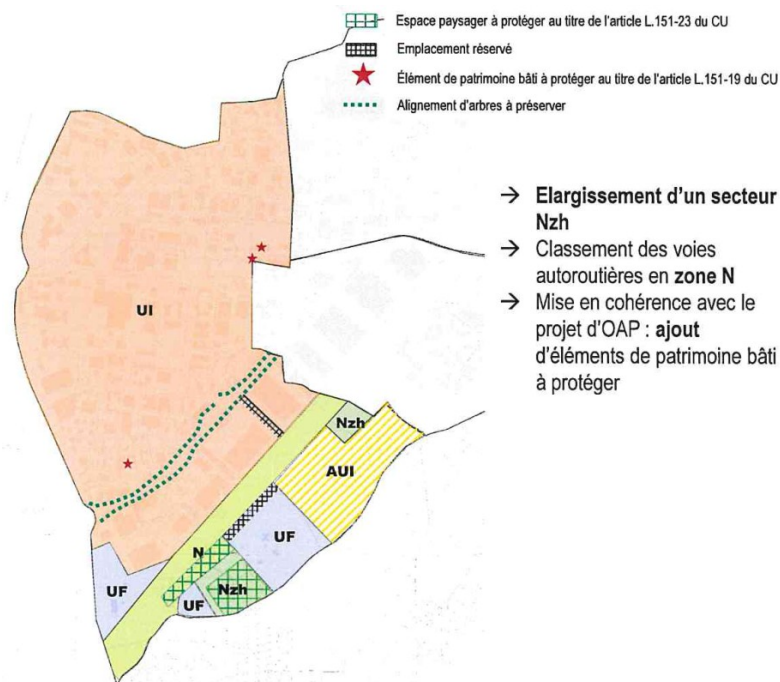 Espace paysager à protéger au titre de l'article L.151-23 du CU
Emplacement réservé
Élément de patrimoine bâti à protéger au titre de l'article L.151-19 du CU
Alignement d'arbres à préserver
→ Elargissement d'un secteur
Nzh
→ Classement des voies
autoroutières en zone N
→ Mise en cohérence avec le
projet d'OAP : ajout
d'éléments de patrimoine bâti
à protéger
UI
Nzh
AUI
UF
N
UF
Nzh
UF